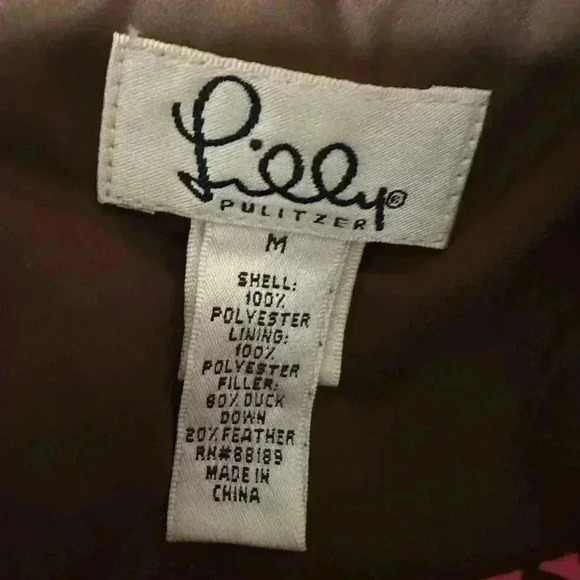 Lilly®
PULITZER
M
SHELL:
100%
POLYESTER
LINING:
100%
POLYESTER
FILLER:
80% DUCK
DOWN
20% FEATHER
RN#88189
MADE IN
CHINA